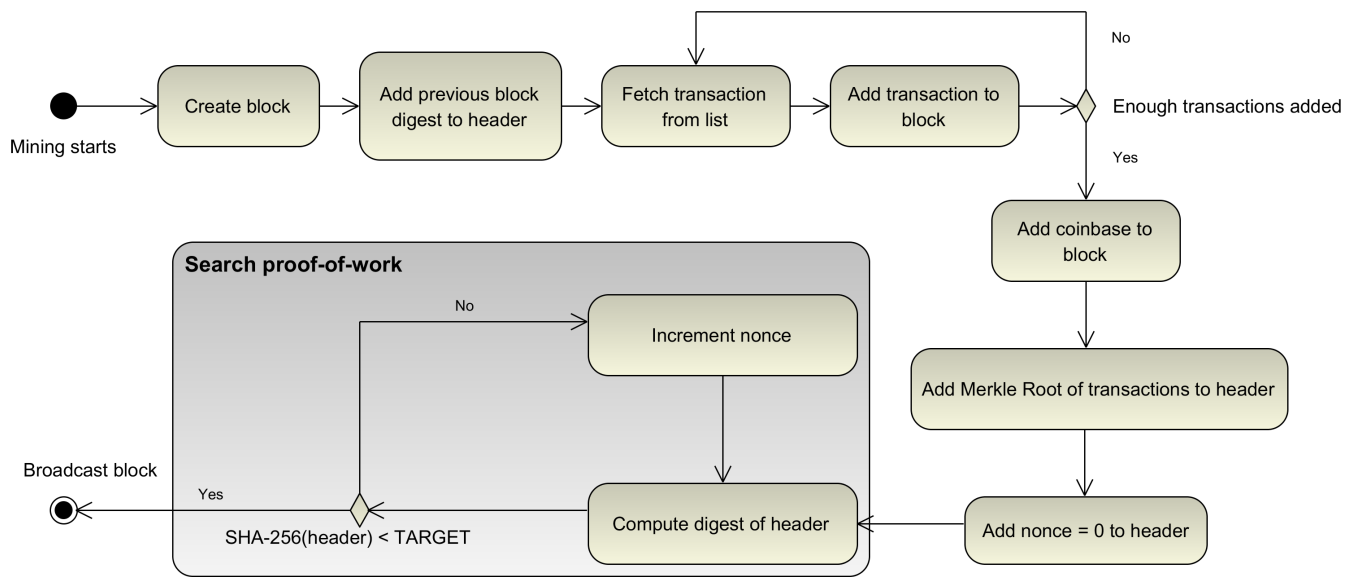 No
Create block
Add previous block
digest to header
Fetch transaction
from list
Add transaction to
block
Enough transactions added
Mining starts
Yes
Add coinbase to
block
Search proof-of-work
No
Increment nonce
Add Merkle Root of transactions to header
Broadcast block
Yes
Compute digest of header
Add nonce = 0 to header
SHA-256(header) < TARGET